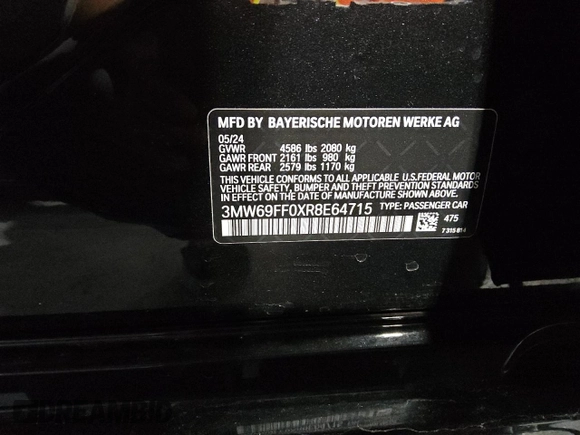 MFD BY BAYERISCHE MOTOREN WERKE AG
05/24
GVWR 4586 lbs 2080 kg
GAWR FRONT 2161 lbs 980 kg
GAWR REAR 2579 lbs 1170 kg
THIS VEHICLE CONFORMS TO ALL APPLICABLE U.S. FEDERAL MOTOR
VEHICLE SAFETY, BUMPER AND THEFT PREVENTION STANDARDS
IN EFFECT ON THE DATE OF MANUFACTURE SHOWN ABOVE.
3MW69FF0XR8E64715 TYPE: PASSENGER CAR
475